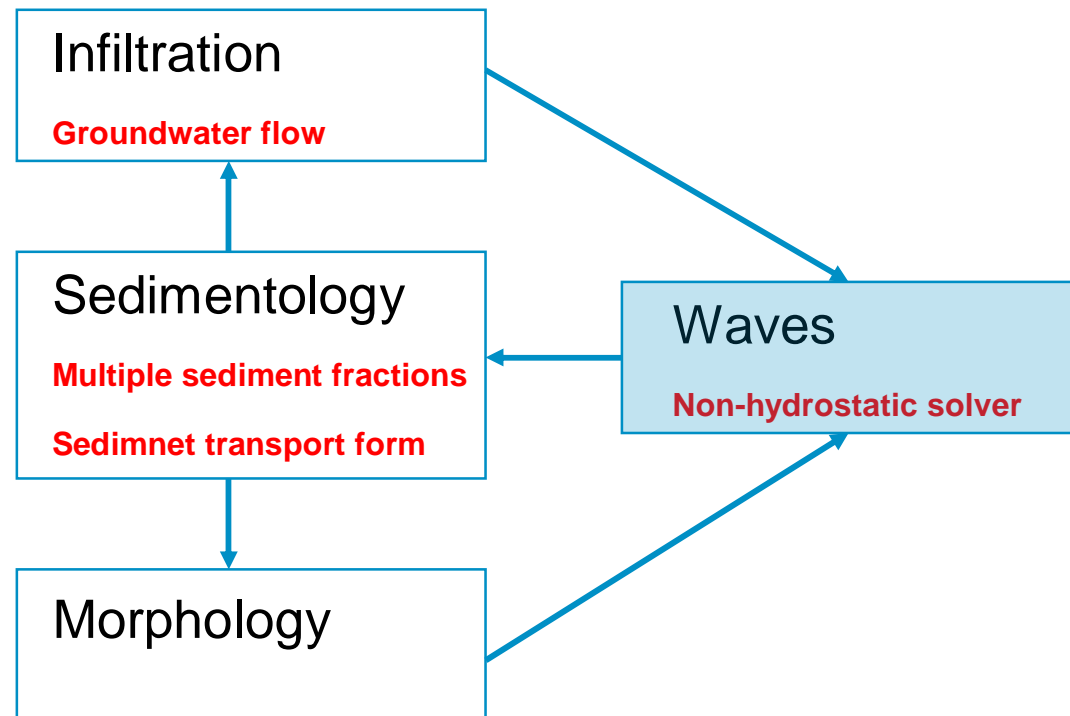 Infiltration
Groundwater flow
Sedimentology
Multiple sediment fractions
Sedimnet transport form
Waves
Non-hydrostatic solver
Morphology